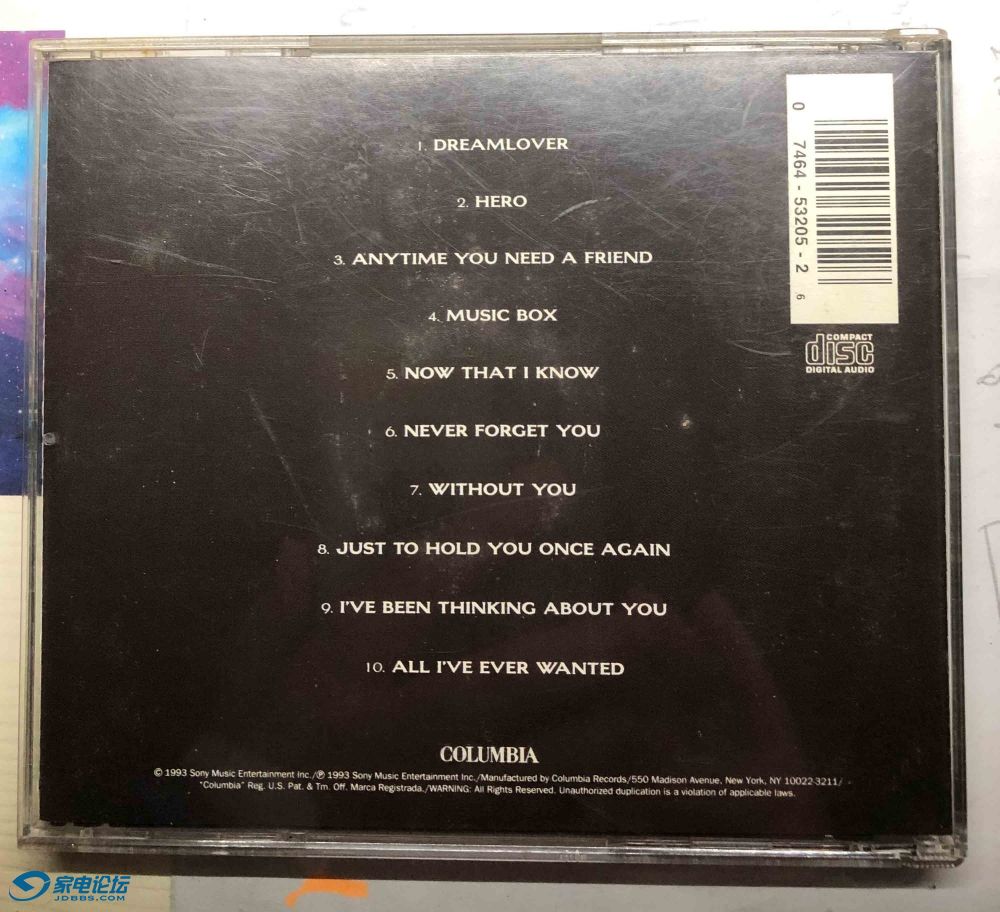 1. DREAMLOVER
2. HERO
3. ANYTIME YOU NEED A FRIEND
4. MUSIC BOX
5. NOW THAT I KNOW
6. NEVER FORGET YOU
7. WITHOUT YOU
8. JUST TO HOLD YOU ONCE AGAIN
9. I'VE BEEN THINKING ABOUT YOU
10. ALL I'VE EVER WANTED
0 7464-53205-2 6
COMPACT
disc
DIGITAL AUDIO
COLUMBIA
© 1993 Sony Music Entertainment Inc./℗ 1993 Sony Music Entertainment Inc./Manufactured by Columbia Records/550 Madison Avenue, New York, NY 10022-3211/
"Columbia" Reg. U.S. Pat. & Tm. Off. Marca Registrada./WARNING: All Rights Reserved. Unauthorized duplication is a violation of applicable laws.
家电论坛
JDBBS.COM